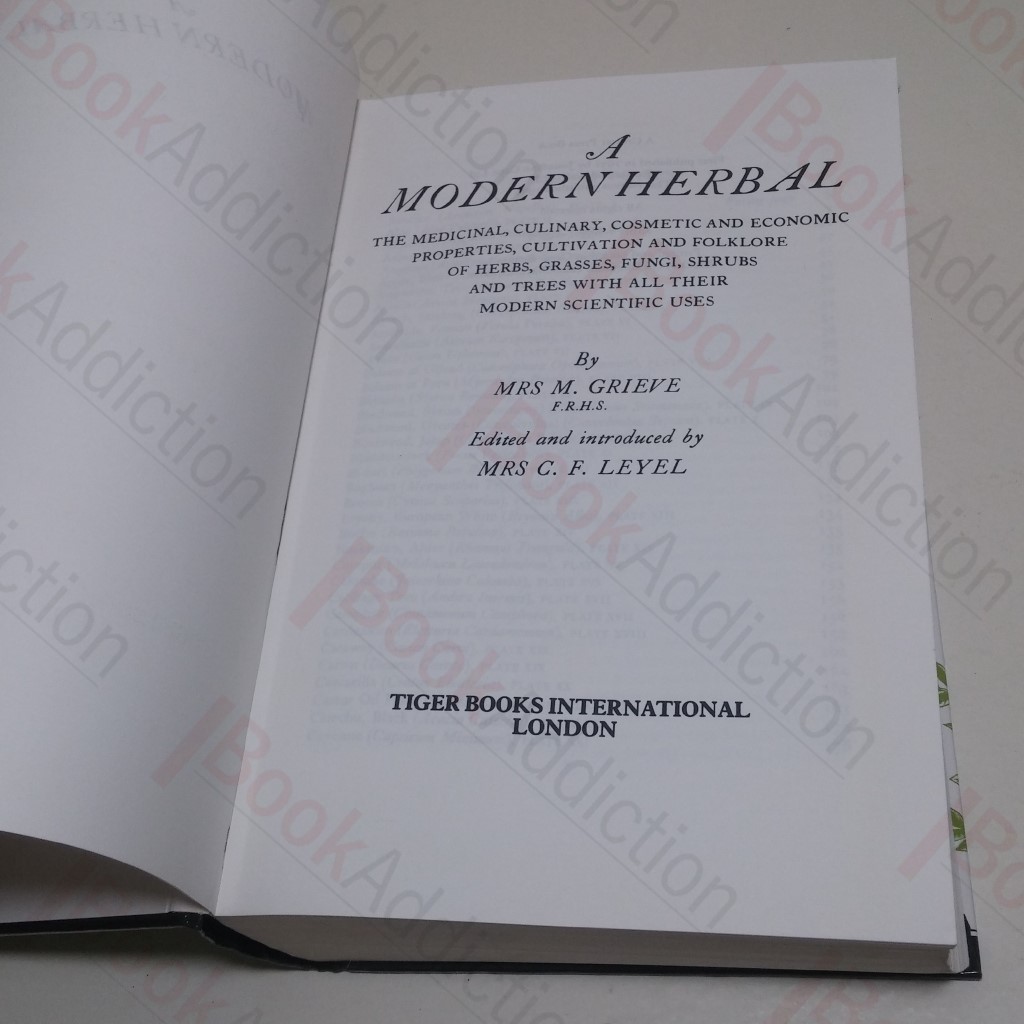 A
MODERN HERBAL
THE MEDICINAL, CULINARY, COSMETIC AND ECONOMIC
PROPERTIES, CULTIVATION AND FOLKLORE
OF HERBS, GRASSES, FUNGI, SHRUBS
AND TREES WITH ALL THEIR
MODERN SCIENTIFIC USES
By
MRS M. GRIEVE
F.R.H.S.
Edited and introduced by
MRS C. F. LEYEL
TIGER BOOKS INTERNATIONAL
LONDON
BookAddiction